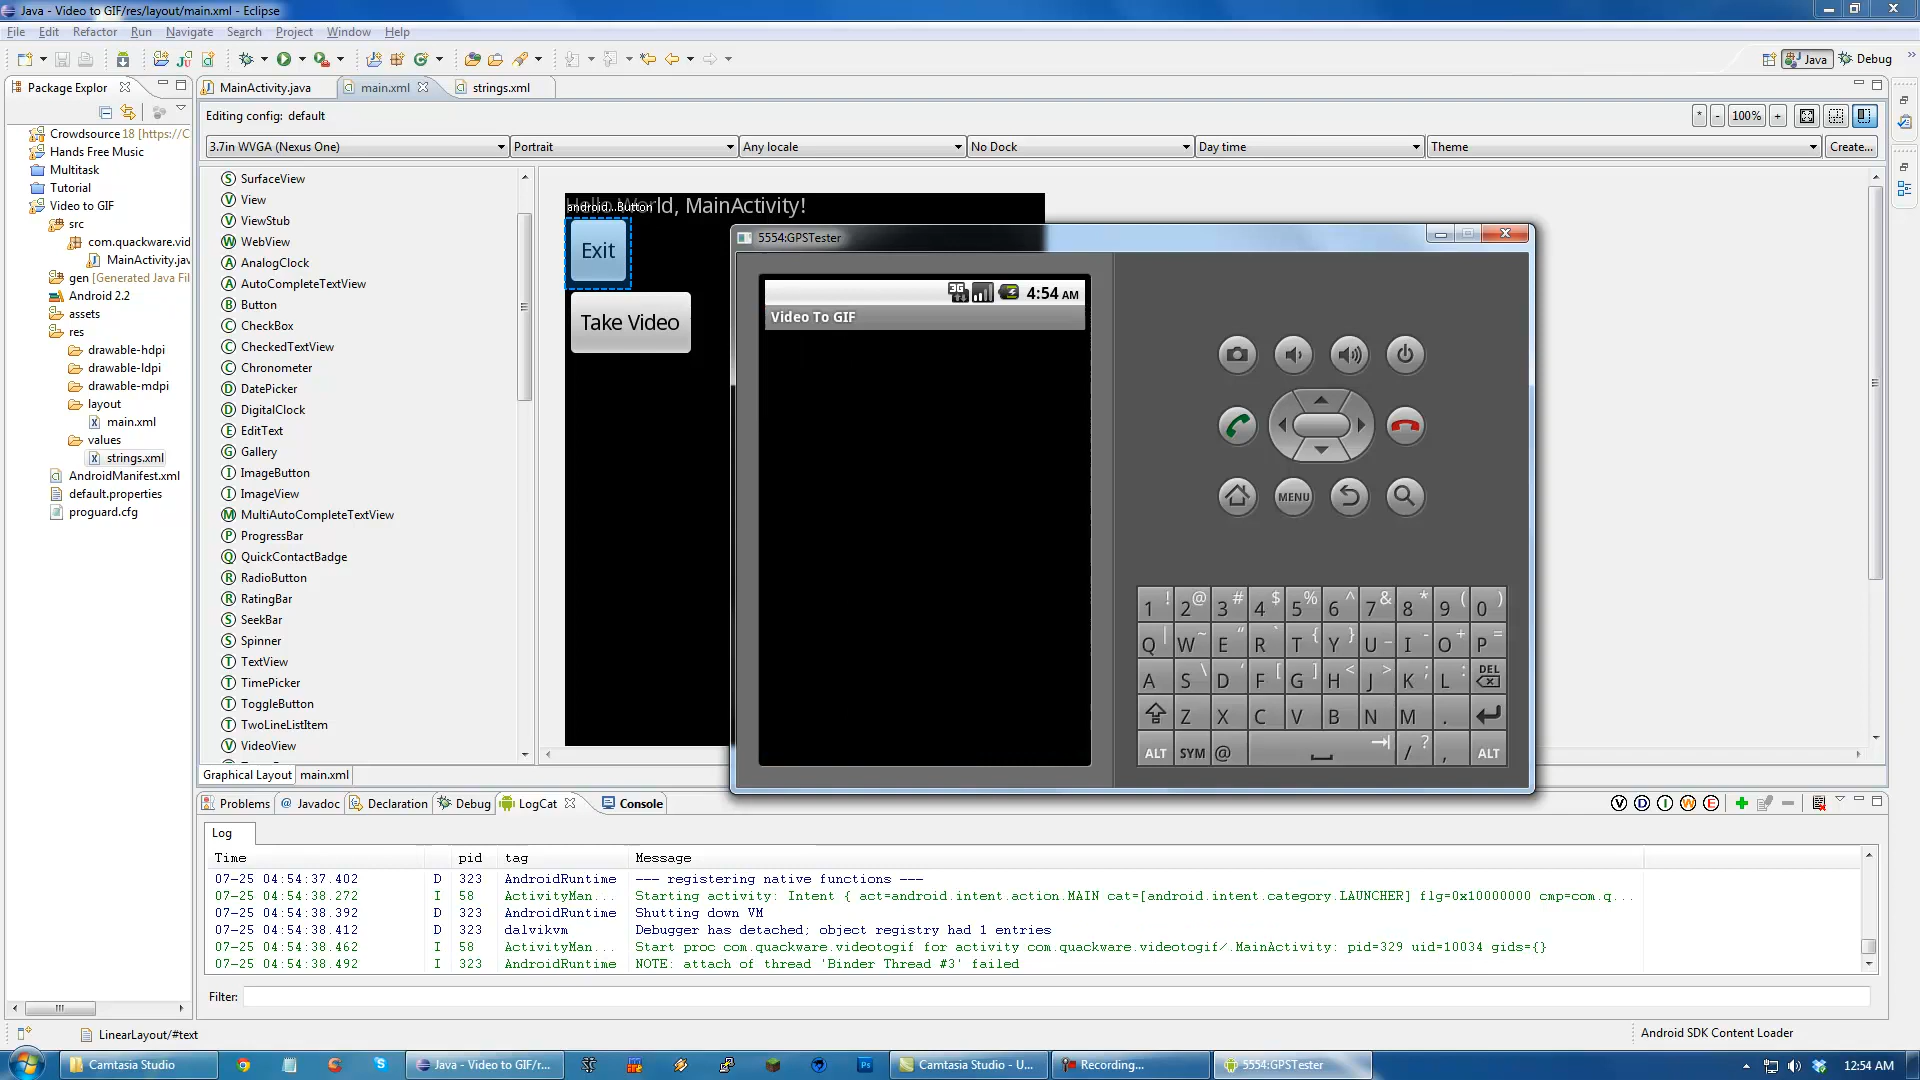 Java - Video to GIF/res/layout/main.xml - Eclipse
File Edit Refactor Run Navigate Search Project Window Help
Java Debug
Package Explor
MainActivity.java
main.xml
strings.xml
Editing config: default
* - 100% +
3.7in WVGA (Nexus One)
Portrait
Any locale
No Dock
Day time
Theme
Create...
Crowdsource 18 [https://C
Hands Free Music
Multitask
Tutorial
Video to GIF
src
com.quackware.vid
MainActivity.jav
gen [Generated Java Fil
Android 2.2
assets
res
drawable-hdpi
drawable-ldpi
drawable-mdpi
layout
main.xml
values
strings.xml
AndroidManifest.xml
default.properties
proguard.cfg
S SurfaceView
V View
V ViewStub
W WebView
A AnalogClock
A AutoCompleteTextView
B Button
C CheckBox
C CheckedTextView
C Chronometer
D DatePicker
D DigitalClock
E EditText
G Gallery
I ImageButton
I ImageView
M MultiAutoCompleteTextView
P ProgressBar
Q QuickContactBadge
R RadioButton
R RatingBar
S SeekBar
S Spinner
T TextView
T TimePicker
T ToggleButton
T TwoLineListItem
V VideoView
Hello World, MainActivity!
android...Button
Exit
Take Video
5554:GPSTester
3G 4:54 AM
Video To GIF
MENU
1 ! 2 @ 3 # 4 $ 5 % 6 ^ 7 & 8 * 9 ( 0 )
Q | W ~ E " R ` T { Y } U _ I - O + P =
A S \ D ' F [ G ] H < J > K ; L : DEL
Z X C V B N M .
ALT SYM @ / ? , ALT
Graphical Layout main.xml
Problems @ Javadoc Declaration Debug LogCat Console
V D I W E
Log
Time pid tag Message
07-25 04:54:37.402 D 323 AndroidRuntime --- registering native functions ---
07-25 04:54:38.272 I 58 ActivityMan... Starting activity: Intent { act=android.intent.action.MAIN cat=[android.intent.category.LAUNCHER] flg=0x10000000 cmp=com.q...
07-25 04:54:38.392 D 323 AndroidRuntime Shutting down VM
07-25 04:54:38.412 D 323 dalvikvm Debugger has detached; object registry had 1 entries
07-25 04:54:38.462 I 58 ActivityMan... Start proc com.quackware.videotogif for activity com.quackware.videotogif/.MainActivity: pid=329 uid=10034 gids={}
07-25 04:54:38.492 I 323 AndroidRuntime NOTE: attach of thread 'Binder Thread #3' failed
Filter:
LinearLayout/#text
Android SDK Content Loader
Camtasia Studio
Java - Video to GIF/r...
Ps
Camtasia Studio - U...
Recording...
5554:GPSTester
12:54 AM